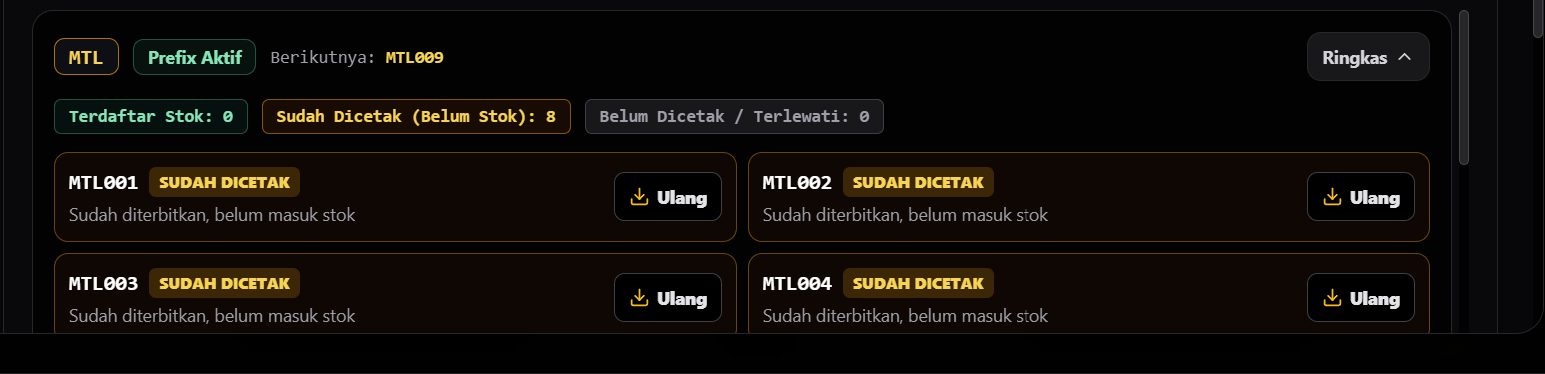 MTL Prefix Aktif Berikutnya: MTL009 Ringkas
Terdaftar Stok: 0 Sudah Dicetak (Belum Stok): 8 Belum Dicetak / Terlewati: 0
MTL001 SUDAH DICETAK
Sudah diterbitkan, belum masuk stok
Ulang
MTL002 SUDAH DICETAK
Sudah diterbitkan, belum masuk stok
Ulang
MTL003 SUDAH DICETAK
Sudah diterbitkan, belum masuk stok
Ulang
MTL004 SUDAH DICETAK
Sudah diterbitkan, belum masuk stok
Ulang